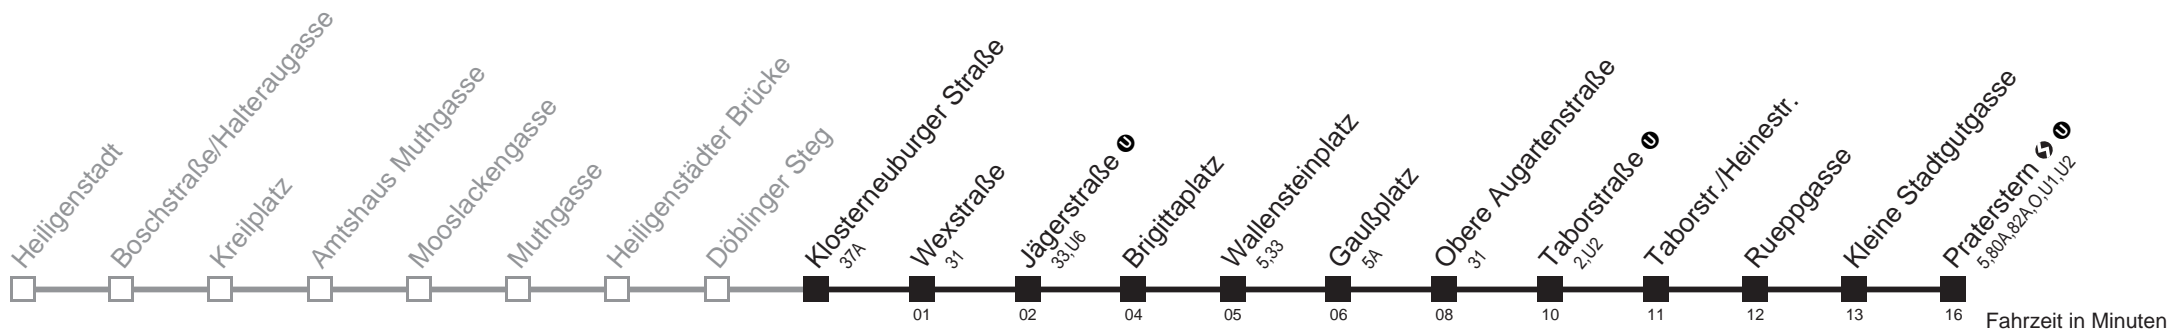 Heiligenstadt
Boschstraße/Halteraugasse
Kreilplatz
Amtshaus Muthgasse
Mooslackengasse
Muthgasse
Heiligenstädter Brücke
Döblinger Steg
Klosterneuburger Straße
37A
Wexstraße
31
Jägerstraße U
33,U6
Brigittaplatz
Wallensteinplatz
5,33
Gaußplatz
5A
Obere Augartenstraße
31
Taborstraße U
2,U2
Taborstr./Heinestr.
Rueppgasse
Kleine Stadtgutgasse
Praterstern S U
5,80A,82A,O,U1,U2
01 02 04 05 06 08 10 11 12 13 16 Fahrzeit in Minuten